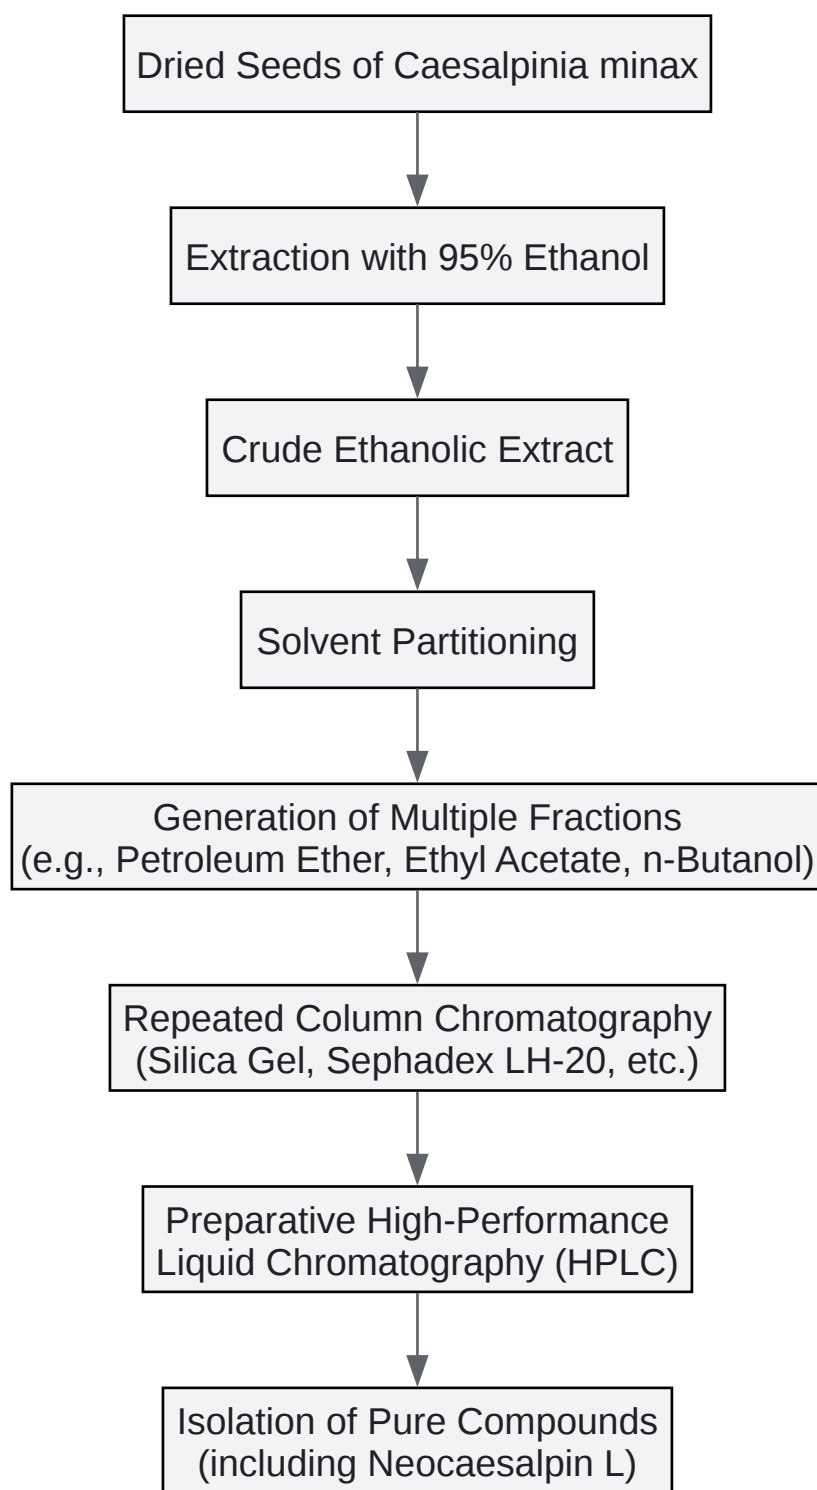 Dried Seeds of Caesalpinia minax
Extraction with 95% Ethanol
Crude Ethanolic Extract
Solvent Partitioning
Generation of Multiple Fractions
(e.g., Petroleum Ether, Ethyl Acetate, n-Butanol)
Repeated Column Chromatography
(Silica Gel, Sephadex LH-20, etc.)
Preparative High-Performance
Liquid Chromatography (HPLC)
Isolation of Pure Compounds
(including Neocaesalpin L)